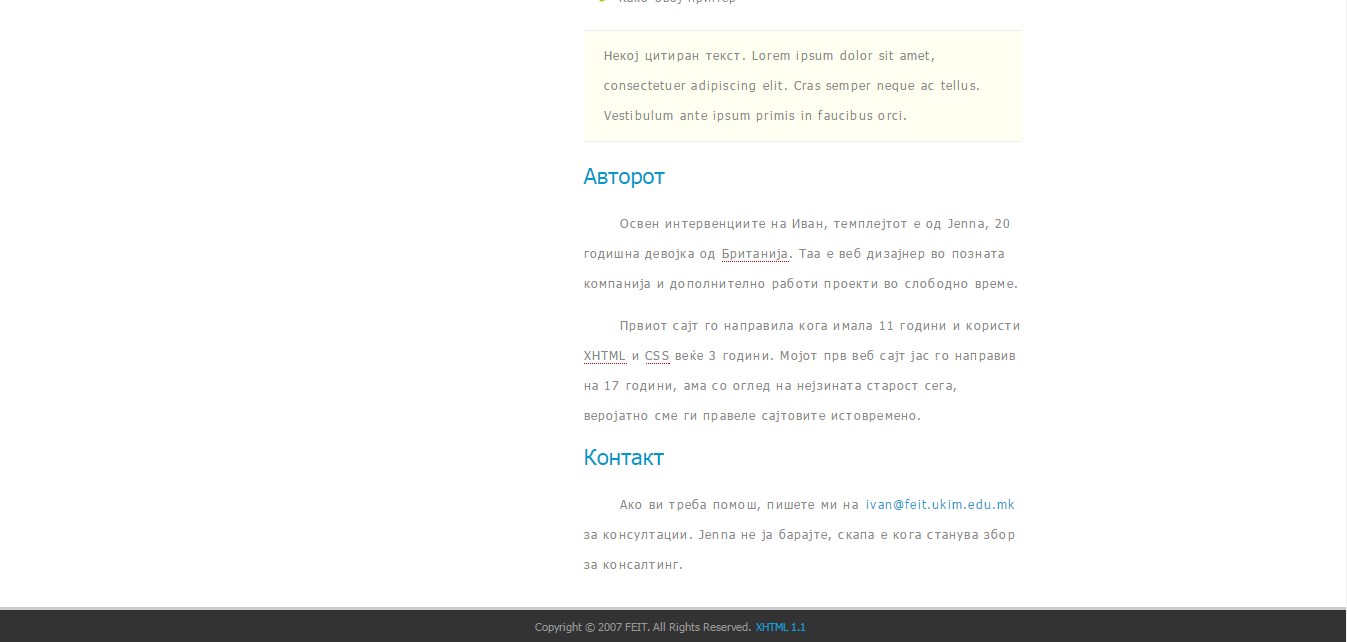 Како овој принтер
Некој цитиран текст. Lorem ipsum dolor sit amet,
consectetuer adipiscing elit. Cras semper neque ac tellus.
Vestibulum ante ipsum primis in faucibus orci.
Авторот
Освен интервенциите на Иван, темплејтот е од Jenna, 20
годишна девојка од Британија. Таа е веб дизајнер во позната
компанија и дополнително работи проекти во слободно време.
Првиот сајт го направила кога имала 11 години и користи
XHTML и CSS веќе 3 години. Мојот прв веб сајт јас го направив
на 17 години, ама со оглед на нејзината старост сега,
веројатно сме ги правеле сајтовите истовремено.
Контакт
Ако ви треба помош, пишете ми на ivan@feit.ukim.edu.mk
за консултации. Jenna не ја барајте, скапа е кога станува збор
за консалтинг.
Copyright © 2007 FEIT. All Rights Reserved. XHTML 1.1